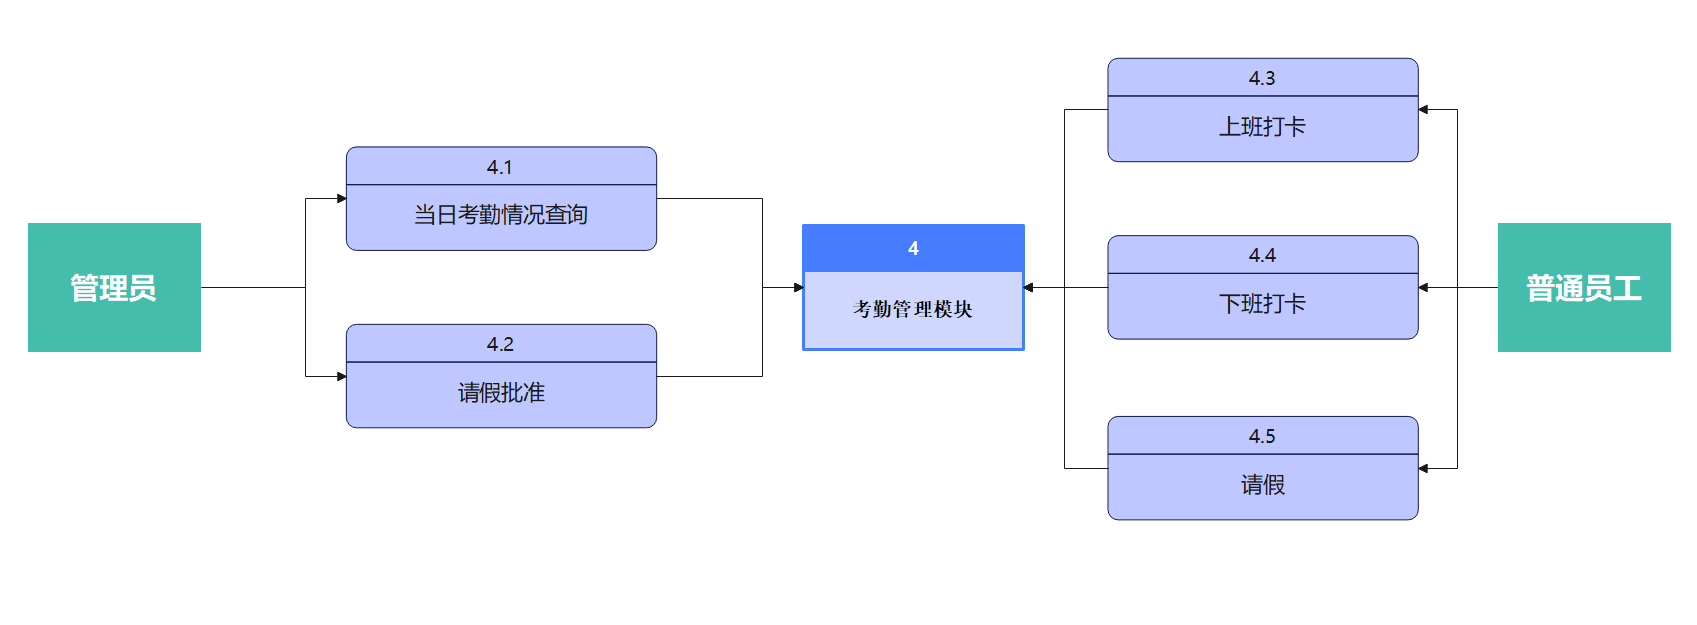 管理员
4.1
当日考勤情况查询
4.2
请假批准
4
考勤管理模块
4.3
上班打卡
4.4
下班打卡
4.5
请假
普通员工